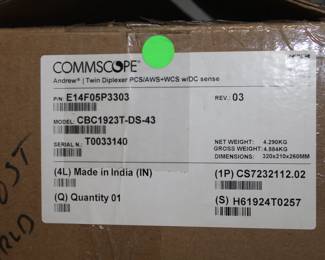 COMMSCOPE®
Andrew® | Twin Diplexer PCS/AWS+WCS w/DC sense
P/N: E14F05P3303
REV.: 03
MODEL: CBC1923T-DS-43
SERIAL N.: T0033140
NET WEIGHT: 4.290KG
GROSS WEIGHT: 4.884KG
DIMENSIONS: 320x210x260MM
(4L) Made in India (IN)
(1P) CS7232112.02
(Q) Quantity 01
(S) H61924T0257